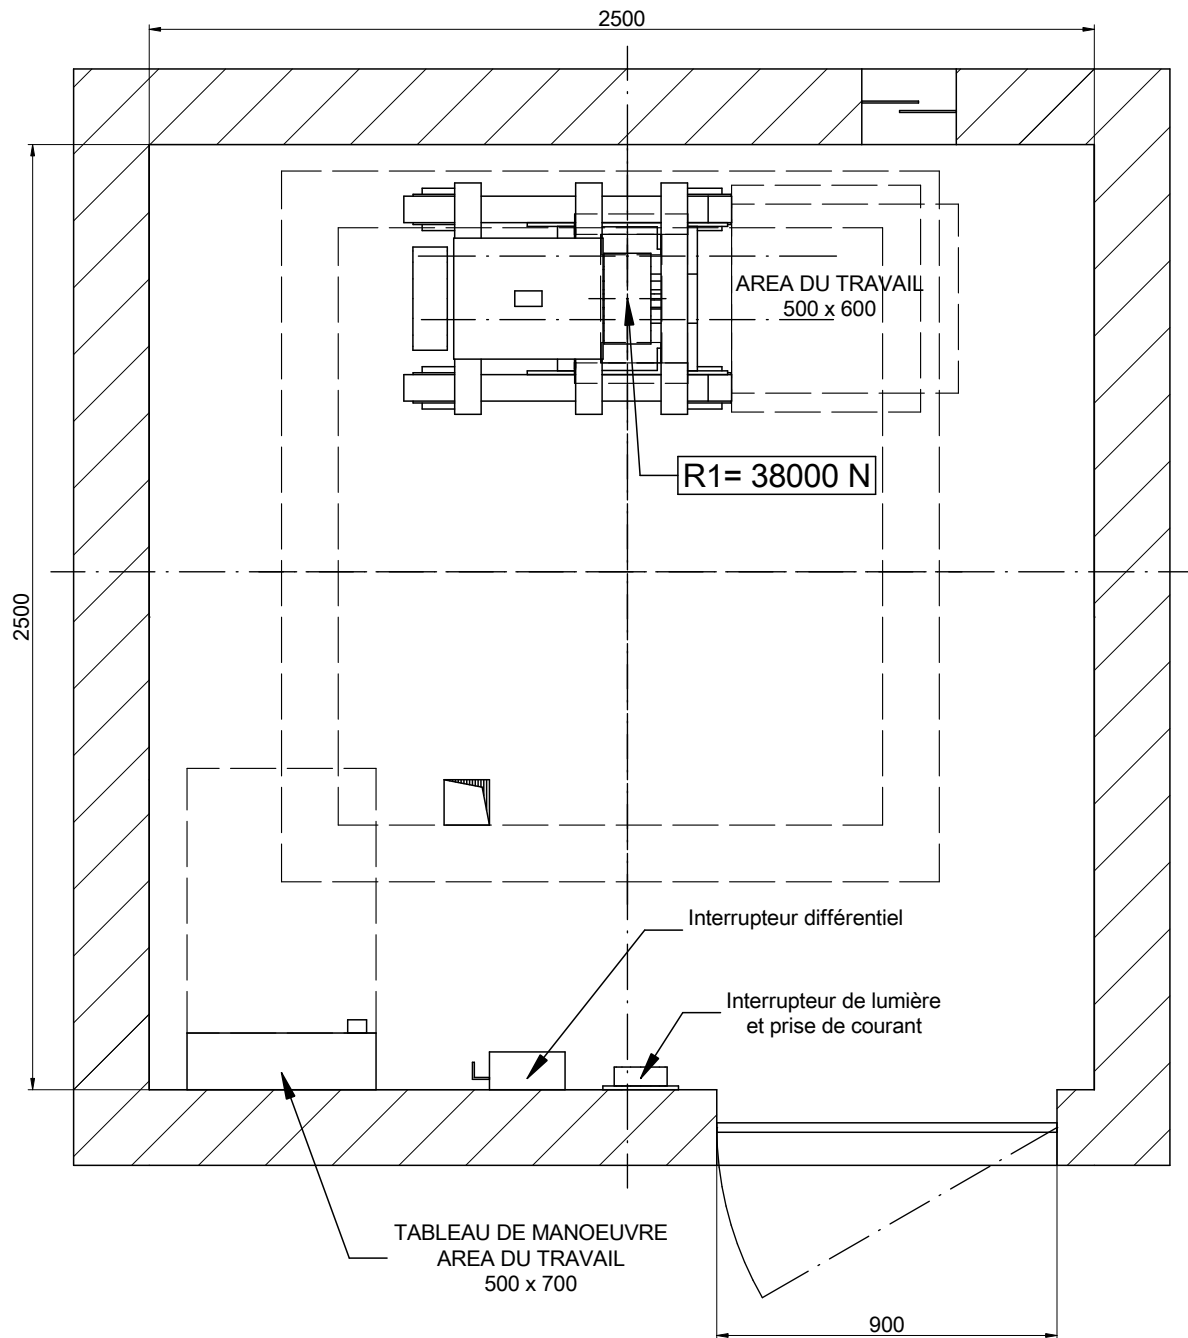 2500
AREA DU TRAVAIL
500 x 600
R1= 38000 N
2500
Interrupteur différentiel
Interrupteur de lumière
et prise de courant
TABLEAU DE MANOEUVRE
AREA DU TRAVAIL
500 x 700
900